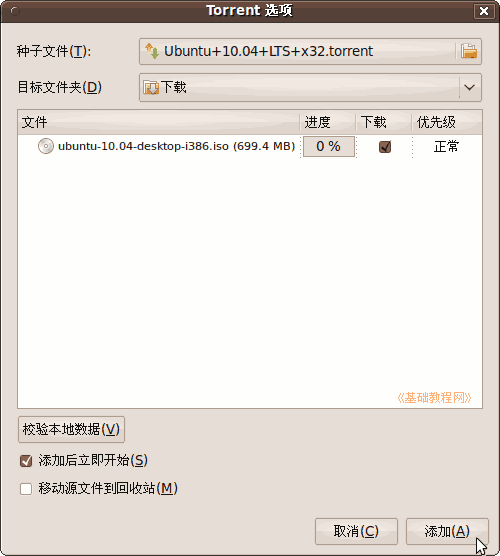 Torrent 选项
种子文件(T): Ubuntu+10.04+LTS+x32.torrent
目标文件夹(D) 下载
文件 进度 下载 优先级
ubuntu-10.04-desktop-i386.iso (699.4 MB) 0 % 正常
《基础教程网》
校验本地数据(V)
添加后立即开始(S)
移动源文件到回收站(M)
取消(C) 添加(A)